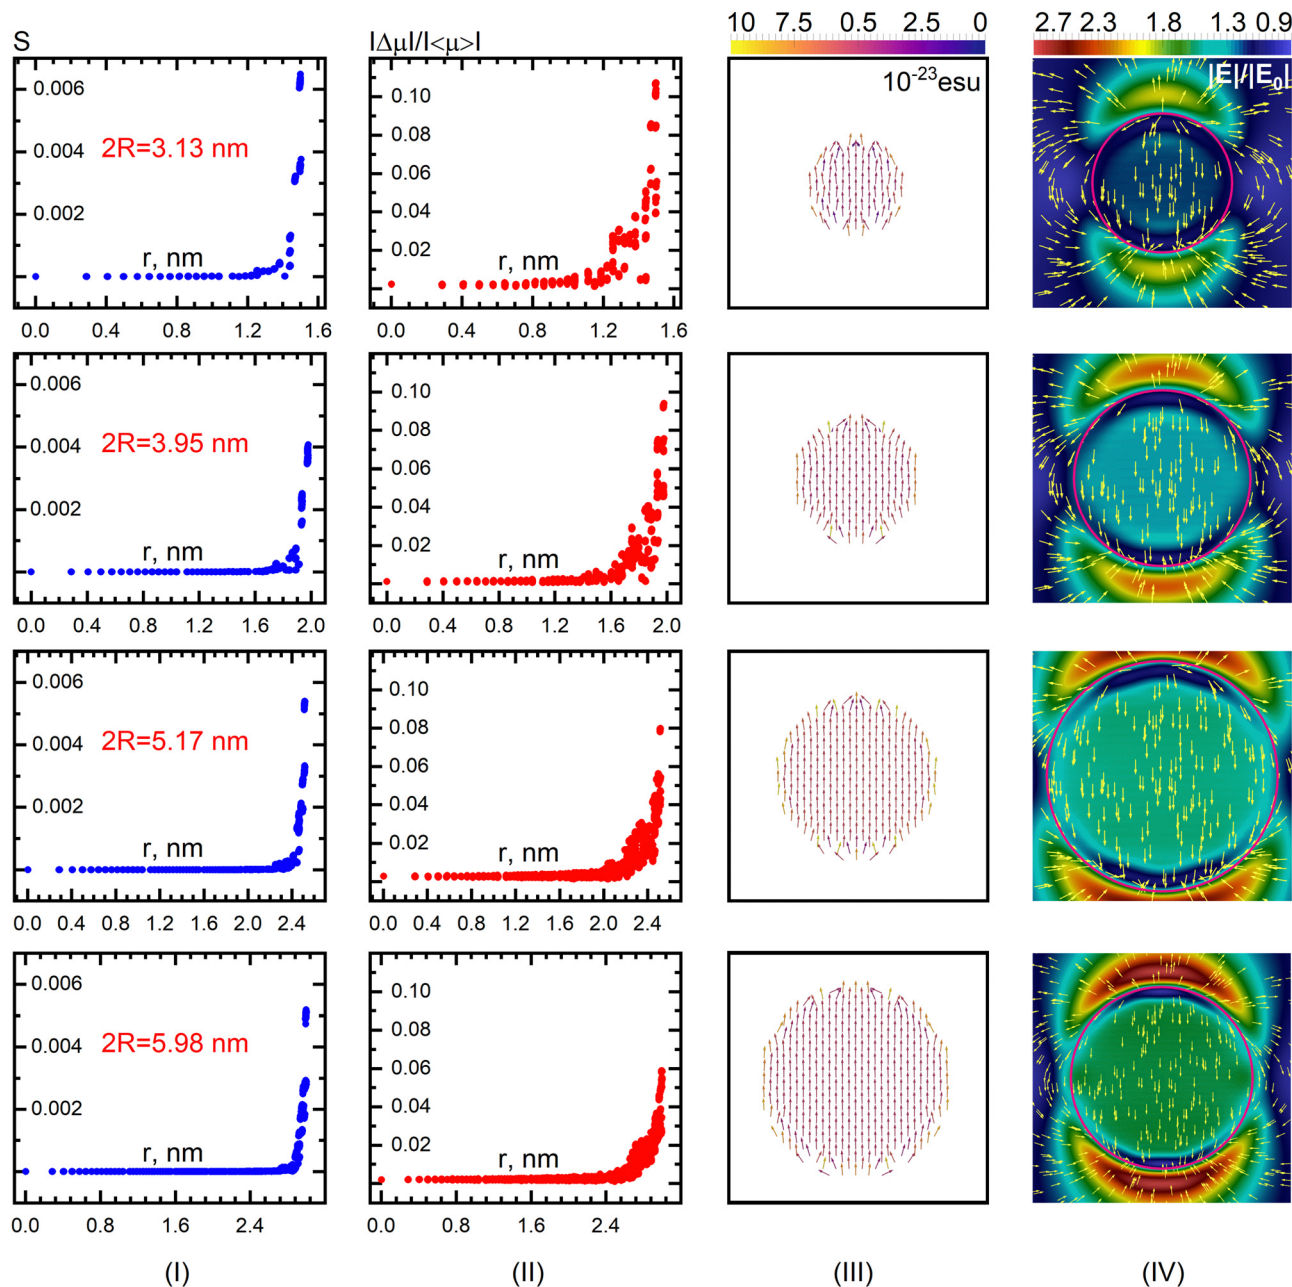 10 7.5 0.5 2.5 0
2.7 2.3 1.8 1.3 0.9
S
|Δμ|/|<μ>|
0.006
0.004
0.002
2R=3.13 nm
r, nm
0.0 0.4 0.8 1.2 1.6
0.10
0.08
0.06
0.04
0.02
r, nm
0.0 0.4 0.8 1.2 1.6
10⁻²³esu
|E|/|E₀|
0.006
0.004
0.002
2R=3.95 nm
r, nm
0.0 0.4 0.8 1.2 1.6 2.0
0.10
0.08
0.06
0.04
0.02
r, nm
0.0 0.4 0.8 1.2 1.6 2.0
0.006
0.004
0.002
2R=5.17 nm
r, nm
0.0 0.4 0.8 1.2 1.6 2.0 2.4
0.10
0.08
0.06
0.04
0.02
r, nm
0.0 0.4 0.8 1.2 1.6 2.0 2.4
0.006
0.004
0.002
2R=5.98 nm
r, nm
0.0 0.8 1.6 2.4
0.10
0.08
0.06
0.04
0.02
r, nm
0.0 0.8 1.6 2.4
(I) (II) (III) (IV)